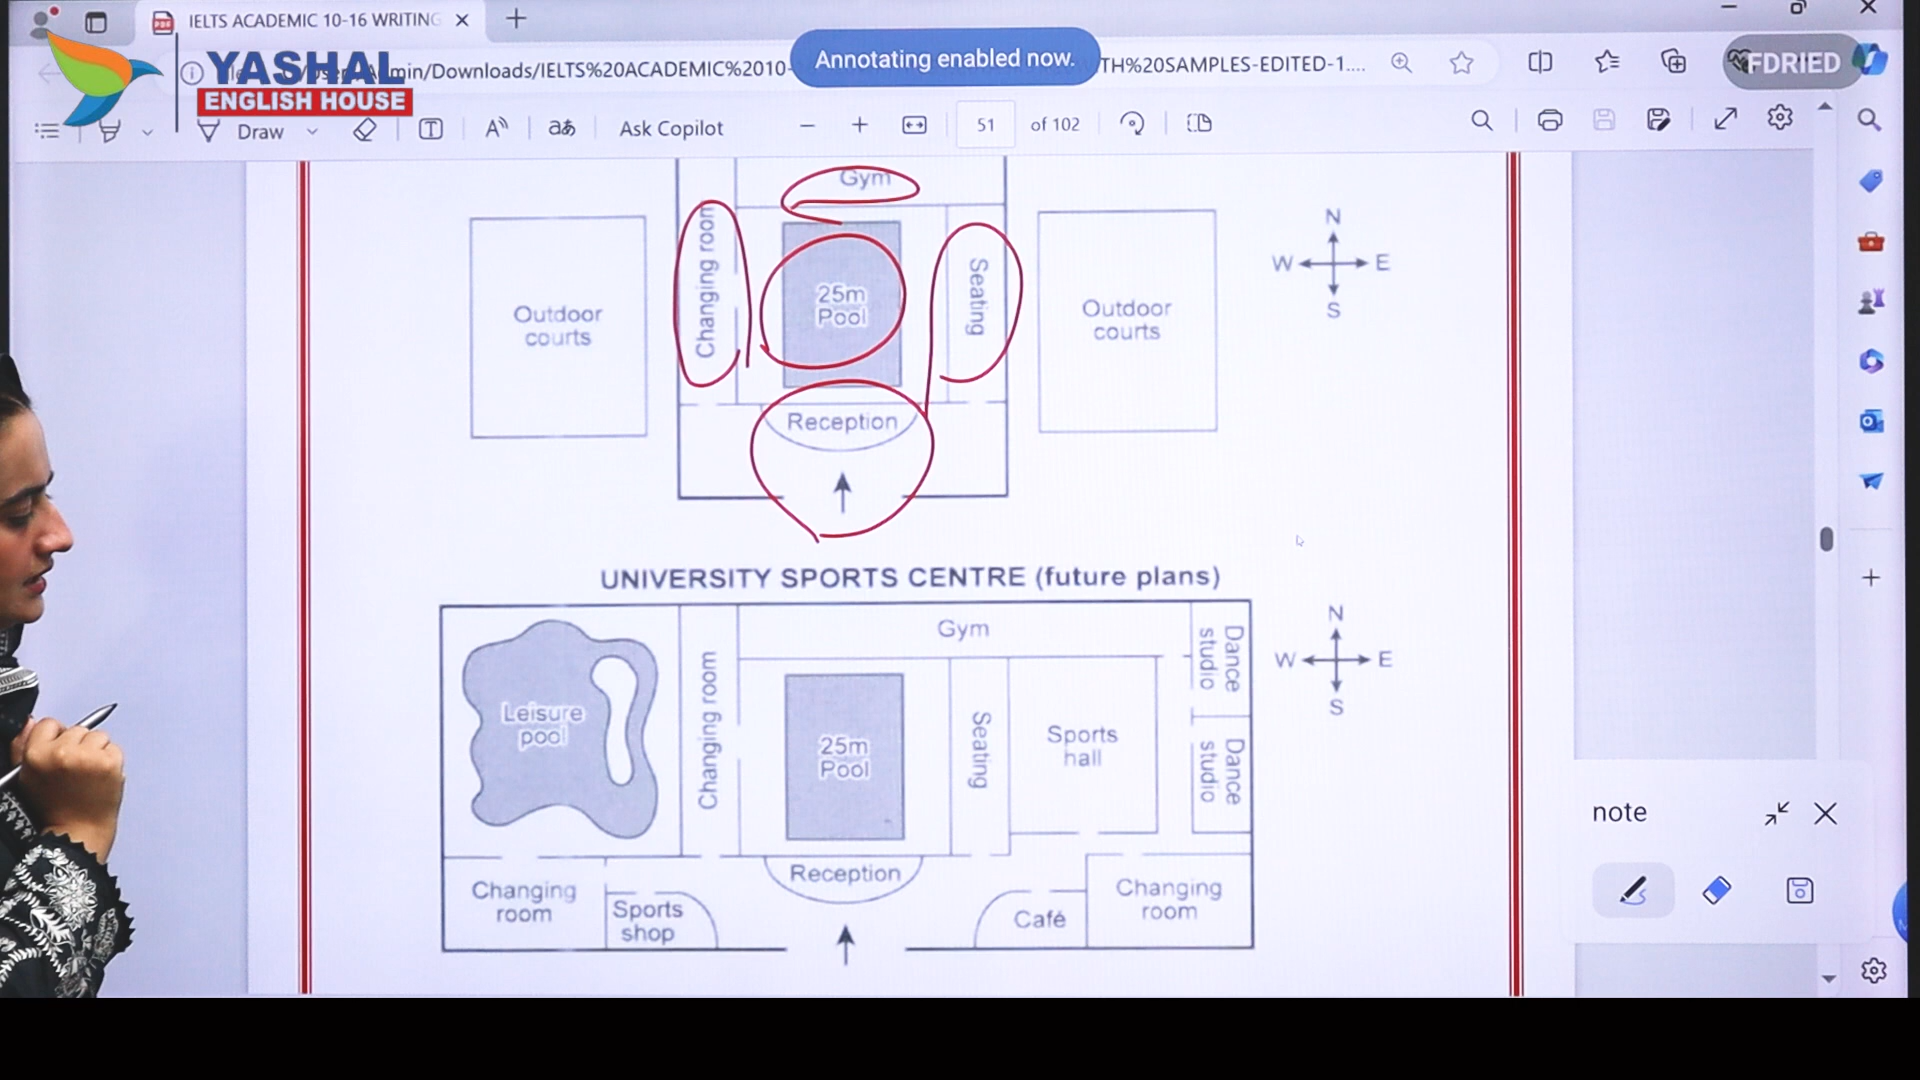 IELTS ACADEMIC 10-16 WRITING
YASHAL
ENGLISH HOUSE
min/Downloads/IELTS%20ACADEMIC%2010-
Annotating enabled now.
TH%20SAMPLES-EDITED-1....
FDRIED
Draw
Ask Copilot
51
of 102
Gym
Changing room
25m
Pool
Seating
Outdoor
courts
Outdoor
courts
Reception
N
W
E
S
UNIVERSITY SPORTS CENTRE (future plans)
Leisure
pool
Changing room
Gym
25m
Pool
Seating
Sports
hall
Dance
studio
Dance
studio
N
W
E
S
Reception
Changing
room
Sports
shop
Café
Changing
room
note